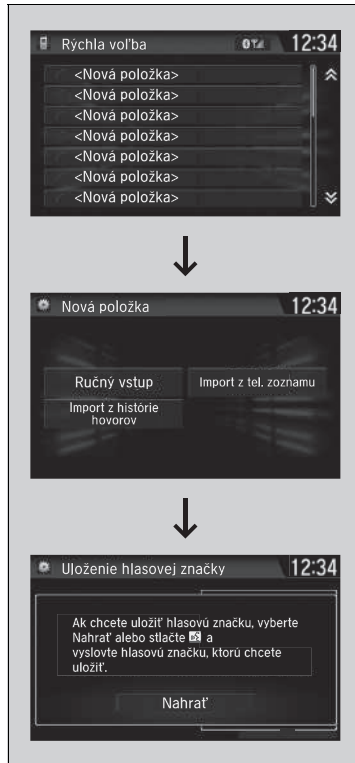 Rýchla voľba 12:34
<Nová položka>
<Nová položka>
<Nová položka>
<Nová položka>
<Nová položka>
<Nová položka>
<Nová položka>
Nová položka 12:34
Ručný vstup Import z tel. zoznamu
Import z histórie
hovorov
Uloženie hlasovej značky 12:34
Ak chcete uložiť hlasovú značku, vyberte
Nahrať alebo stlačte a
vyslovte hlasovú značku, ktorú chcete
uložiť.
Nahrať